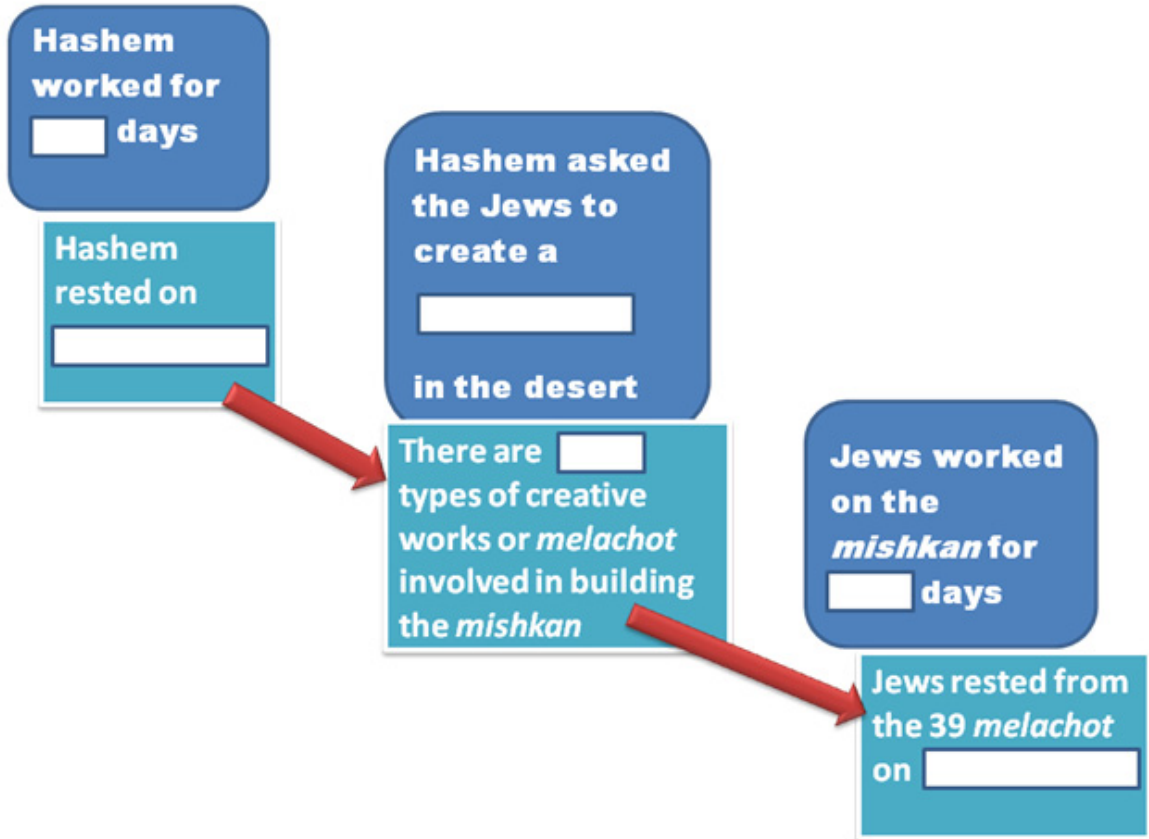 Hashem
worked for
days
Hashem
rested on
Hashem asked
the Jews to
create a
in the desert
There are
types of creative
works or melachot
involved in building
the mishkan
Jews worked
on the
mishkan for
days
Jews rested from
the 39 melachot
on